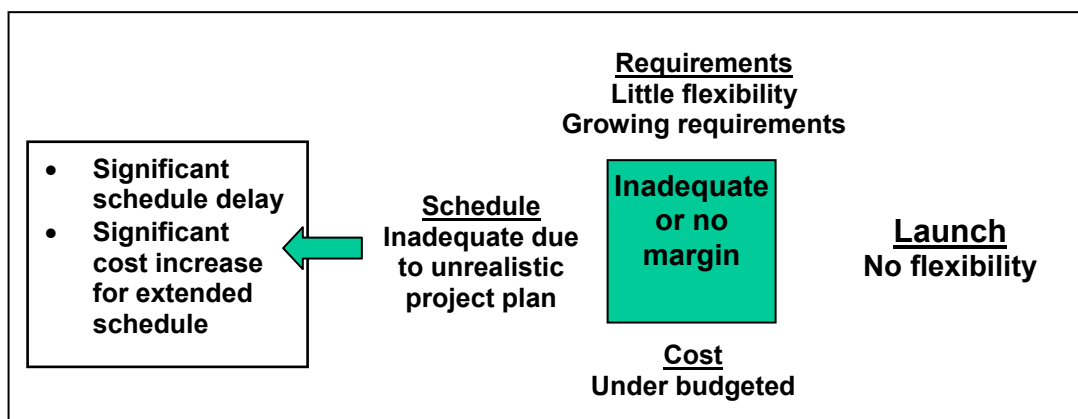 Requirements
Little flexibility
Growing requirements
• Significant
schedule delay
• Significant
cost increase
for extended
schedule
Schedule
Inadequate due
to unrealistic
project plan
Inadequate
or no
margin
Launch
No flexibility
Cost
Under budgeted